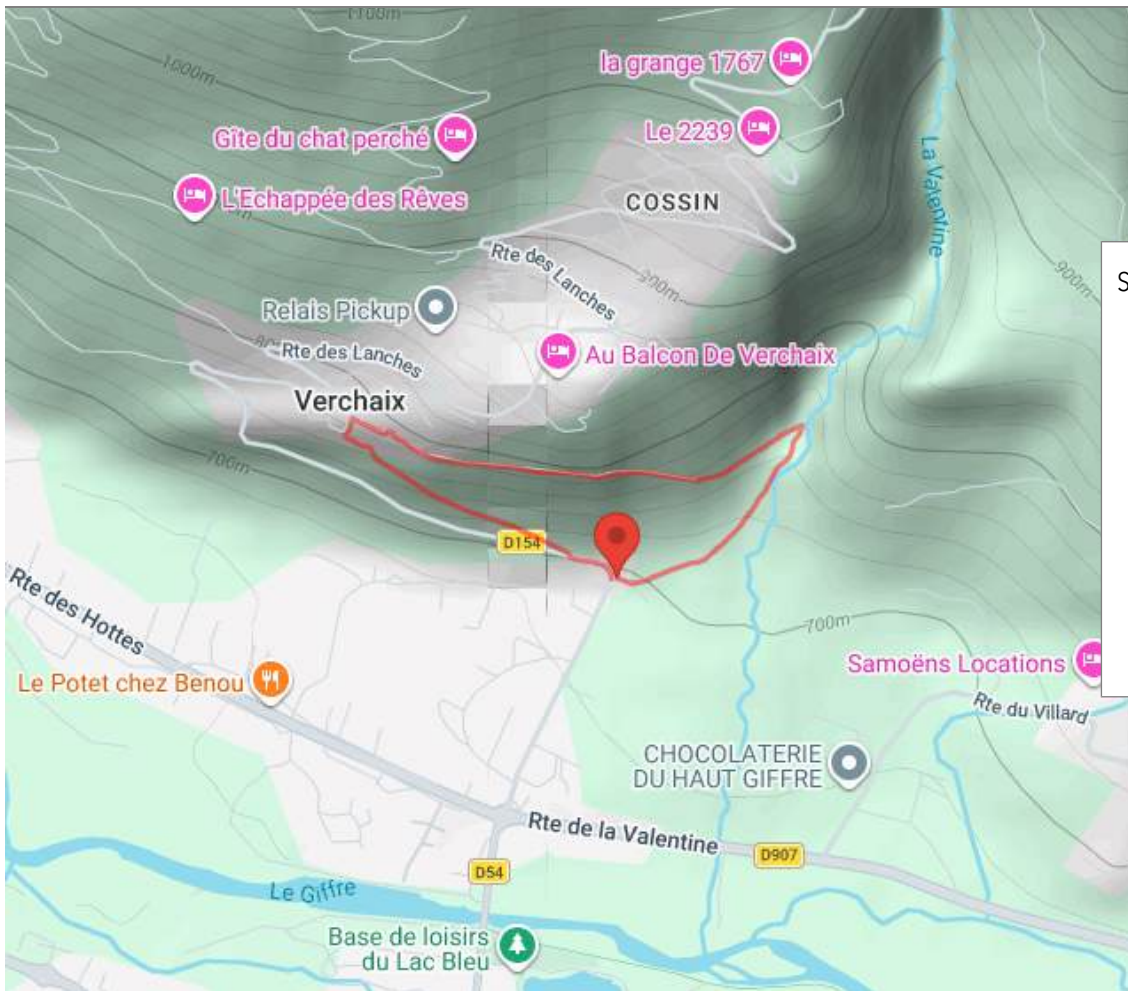 1100m
1000m
la grange 1767
Gîte du chat perché
Le 2239
La Valentine
L'Echappée des Rêves
COSSIN
Rte des Lanches
900m
900m
Relais Pickup
Rte des Lanches
Au Balcon De Verchaix
S
Verchaix
700m
D154
Rte des Hottes
700m
Le Potet chez Benou
Samoëns Locations
Rte du Villard
CHOCOLATERIE
DU HAUT GIFFRE
Rte de la Valentine
D907
D54
Le Giffre
Base de loisirs
du Lac Bleu